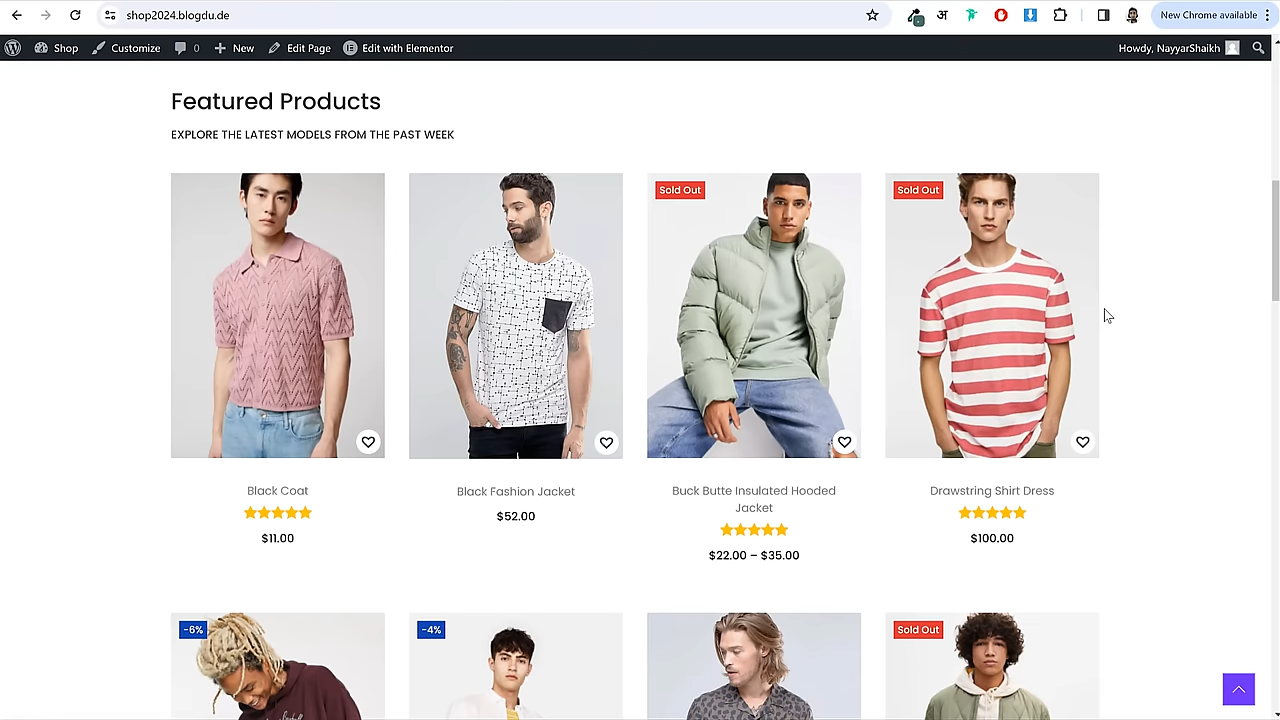 shop2024.blogdu.de
अ
New Chrome available
Shop Customize 0 New Edit Page Edit with Elementor
Howdy, NayyarShaikh
Featured Products
EXPLORE THE LATEST MODELS FROM THE PAST WEEK
Sold Out
Sold Out
Black Coat
$11.00
Black Fashion Jacket
$52.00
Buck Butte Insulated Hooded
Jacket
$22.00 – $35.00
Drawstring Shirt Dress
$100.00
-6%
-4%
Sold Out